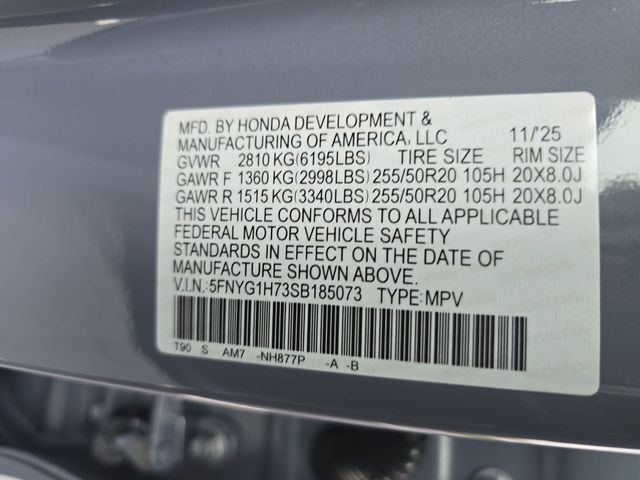 MFD. BY HONDA DEVELOPMENT &
MANUFACTURING OF AMERICA, LLC 11/'25
GVWR 2810 KG(6195LBS) TIRE SIZE RIM SIZE
GAWR F 1360 KG(2998LBS) 255/50R20 105H 20X8.0J
GAWR R 1515 KG(3340LBS) 255/50R20 105H 20X8.0J
THIS VEHICLE CONFORMS TO ALL APPLICABLE
FEDERAL MOTOR VEHICLE SAFETY
STANDARDS IN EFFECT ON THE DATE OF
MANUFACTURE SHOWN ABOVE.
V.I.N.:5FNYG1H73SB185073 TYPE:MPV
T90 S AM7 -NH877P -A -B